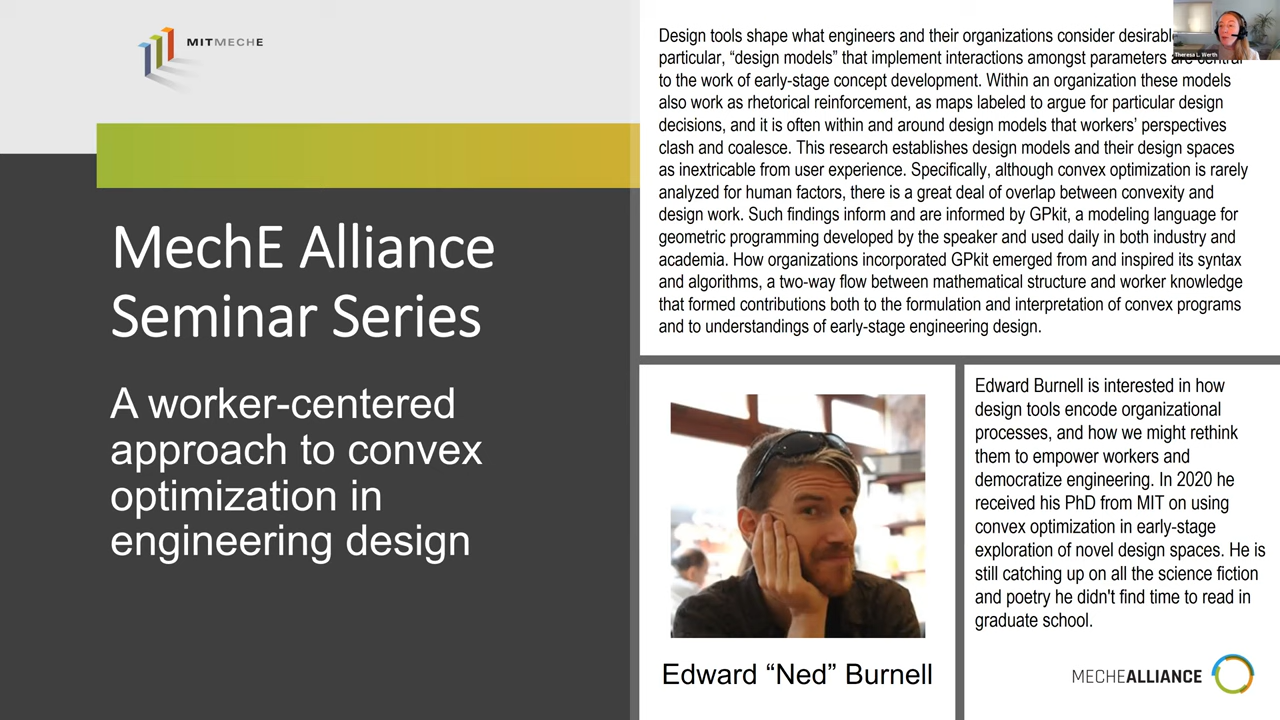 MITMECHE
MechE Alliance
Seminar Series
A worker-centered
approach to convex
optimization in
engineering design
Design tools shape what engineers and their organizations consider
particular, “design models” that implement interactions amongst parameters are central
to the work of early-stage concept development. Within an organization these models
also work as rhetorical reinforcement, as maps labeled to argue for particular design
decisions, and it is often within and around design models that workers’ perspectives
clash and coalesce. This research establishes design models and their design spaces
as inextricable from user experience. Specifically, although convex optimization is rarely
analyzed for human factors, there is a great deal of overlap between convexity and
design work. Such findings inform and are informed by GPkit, a modeling language for
geometric programming developed by the speaker and used daily in both industry and
academia. How organizations incorporated GPkit emerged from and inspired its syntax
and algorithms, a two-way flow between mathematical structure and worker knowledge
that formed contributions both to the formulation and interpretation of convex programs
and to understandings of early-stage engineering design.
Theresa L. Werth
Edward “Ned” Burnell
Edward Burnell is interested in how
design tools encode organizational
processes, and how we might rethink
them to empower workers and
democratize engineering. In 2020 he
received his PhD from MIT on using
convex optimization in early-stage
exploration of novel design spaces. He is
still catching up on all the science fiction
and poetry he didn't find time to read in
graduate school.
MECHEALLIANCE